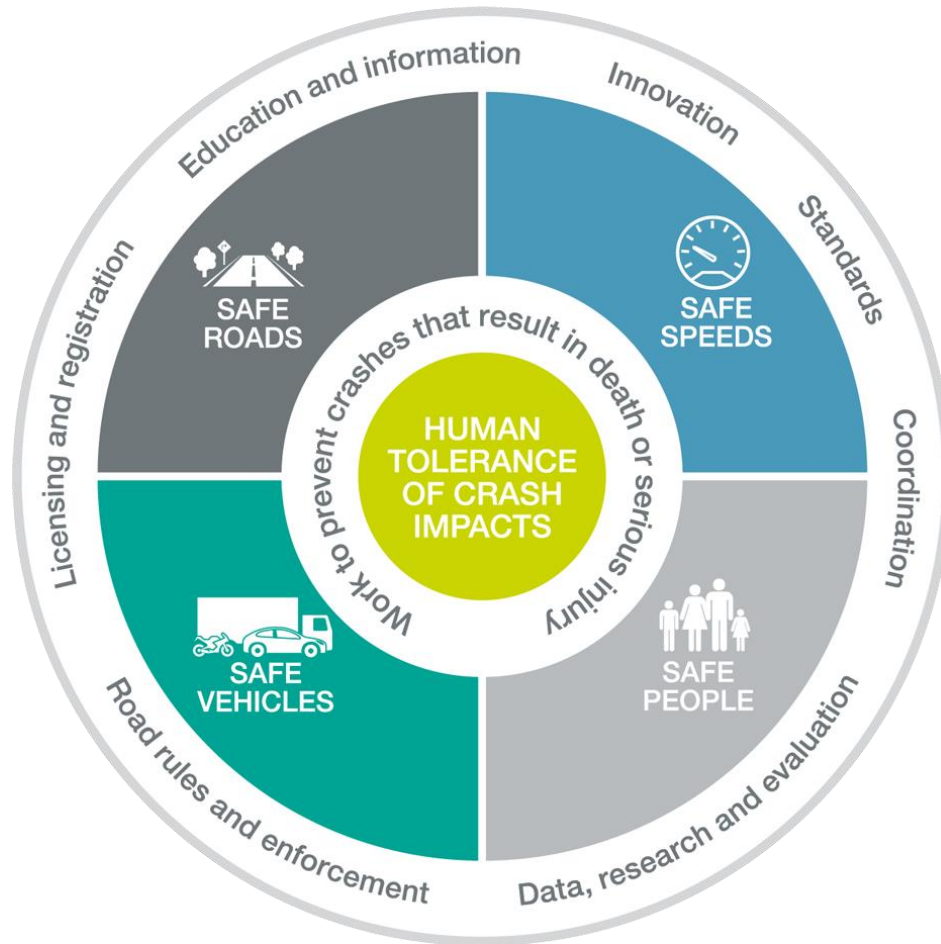 Education and information
Innovation
Standards
Coordination
Data, research and evaluation
Road rules and enforcement
Licensing and registration
SAFE
ROADS
SAFE
SPEEDS
SAFE
PEOPLE
SAFE
VEHICLES
Work to prevent crashes that result in death or serious injury
HUMAN
TOLERANCE
OF CRASH
IMPACTS